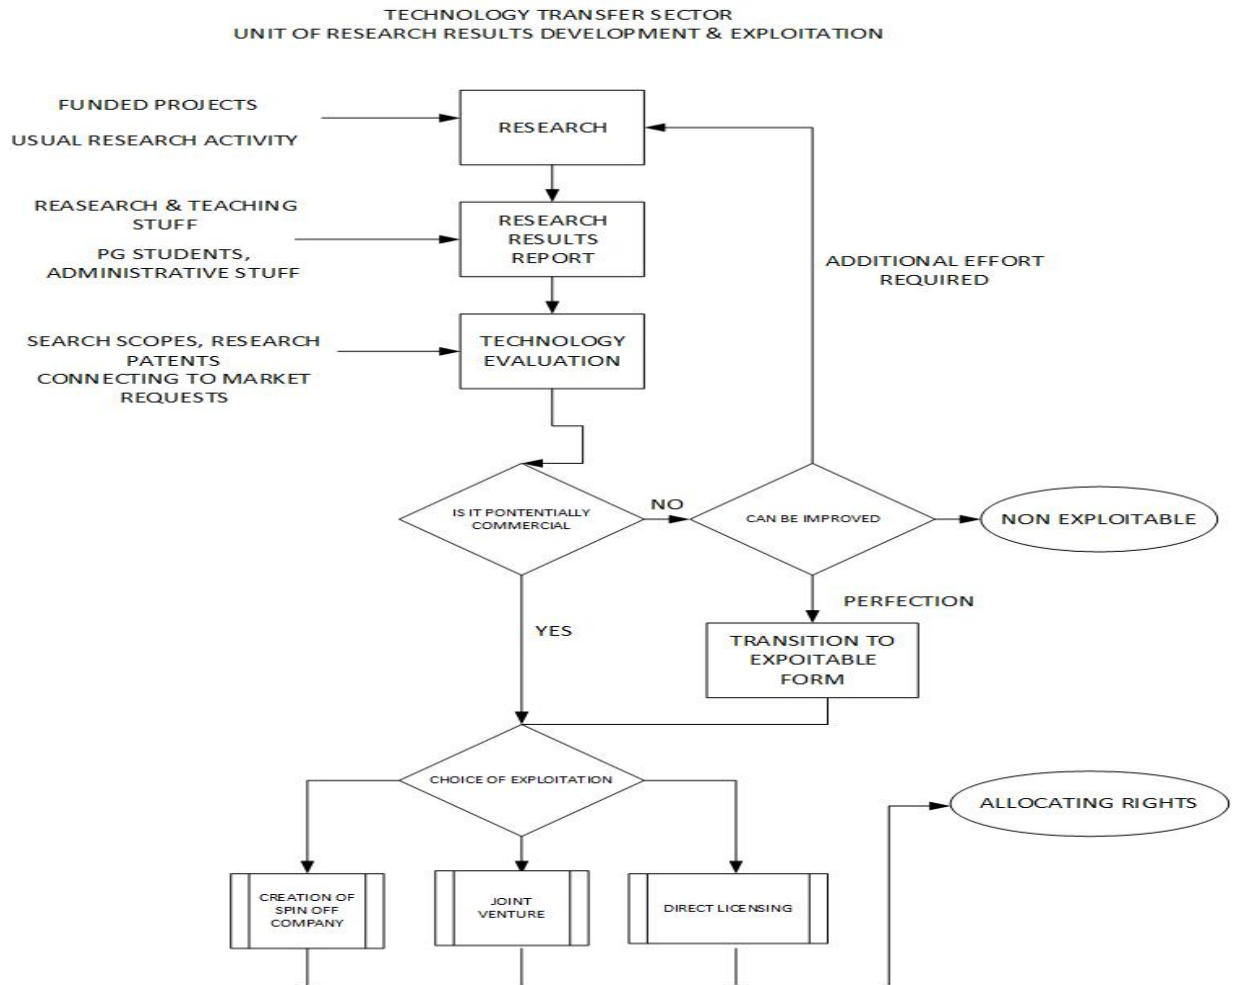 TECHNOLOGY TRANSFER SECTOR
UNIT OF RESEARCH RESULTS DEVELOPMENT & EXPLOITATION
FUNDED PROJECTS
USUAL RESEARCH ACTIVITY
RESEARCH
REASEARCH & TEACHING
STUFF
PG STUDENTS,
ADMINISTRATIVE STUFF
RESEARCH
RESULTS
REPORT
ADDITIONAL EFFORT
REQUIRED
SEARCH SCOPES, RESEARCH
PATENTS
CONNECTING TO MARKET
REQUESTS
TECHNOLOGY
EVALUATION
IS IT PONTENTIALLY
COMMERCIAL
NO
CAN BE IMPROVED
NON EXPLOITABLE
YES
PERFECTION
TRANSITION TO
EXPOITABLE
FORM
CHOICE OF EXPLOITATION
ALLOCATING RIGHTS
CREATION OF
SPIN OFF
COMPANY
JOINT
VENTURE
DIRECT LICENSING